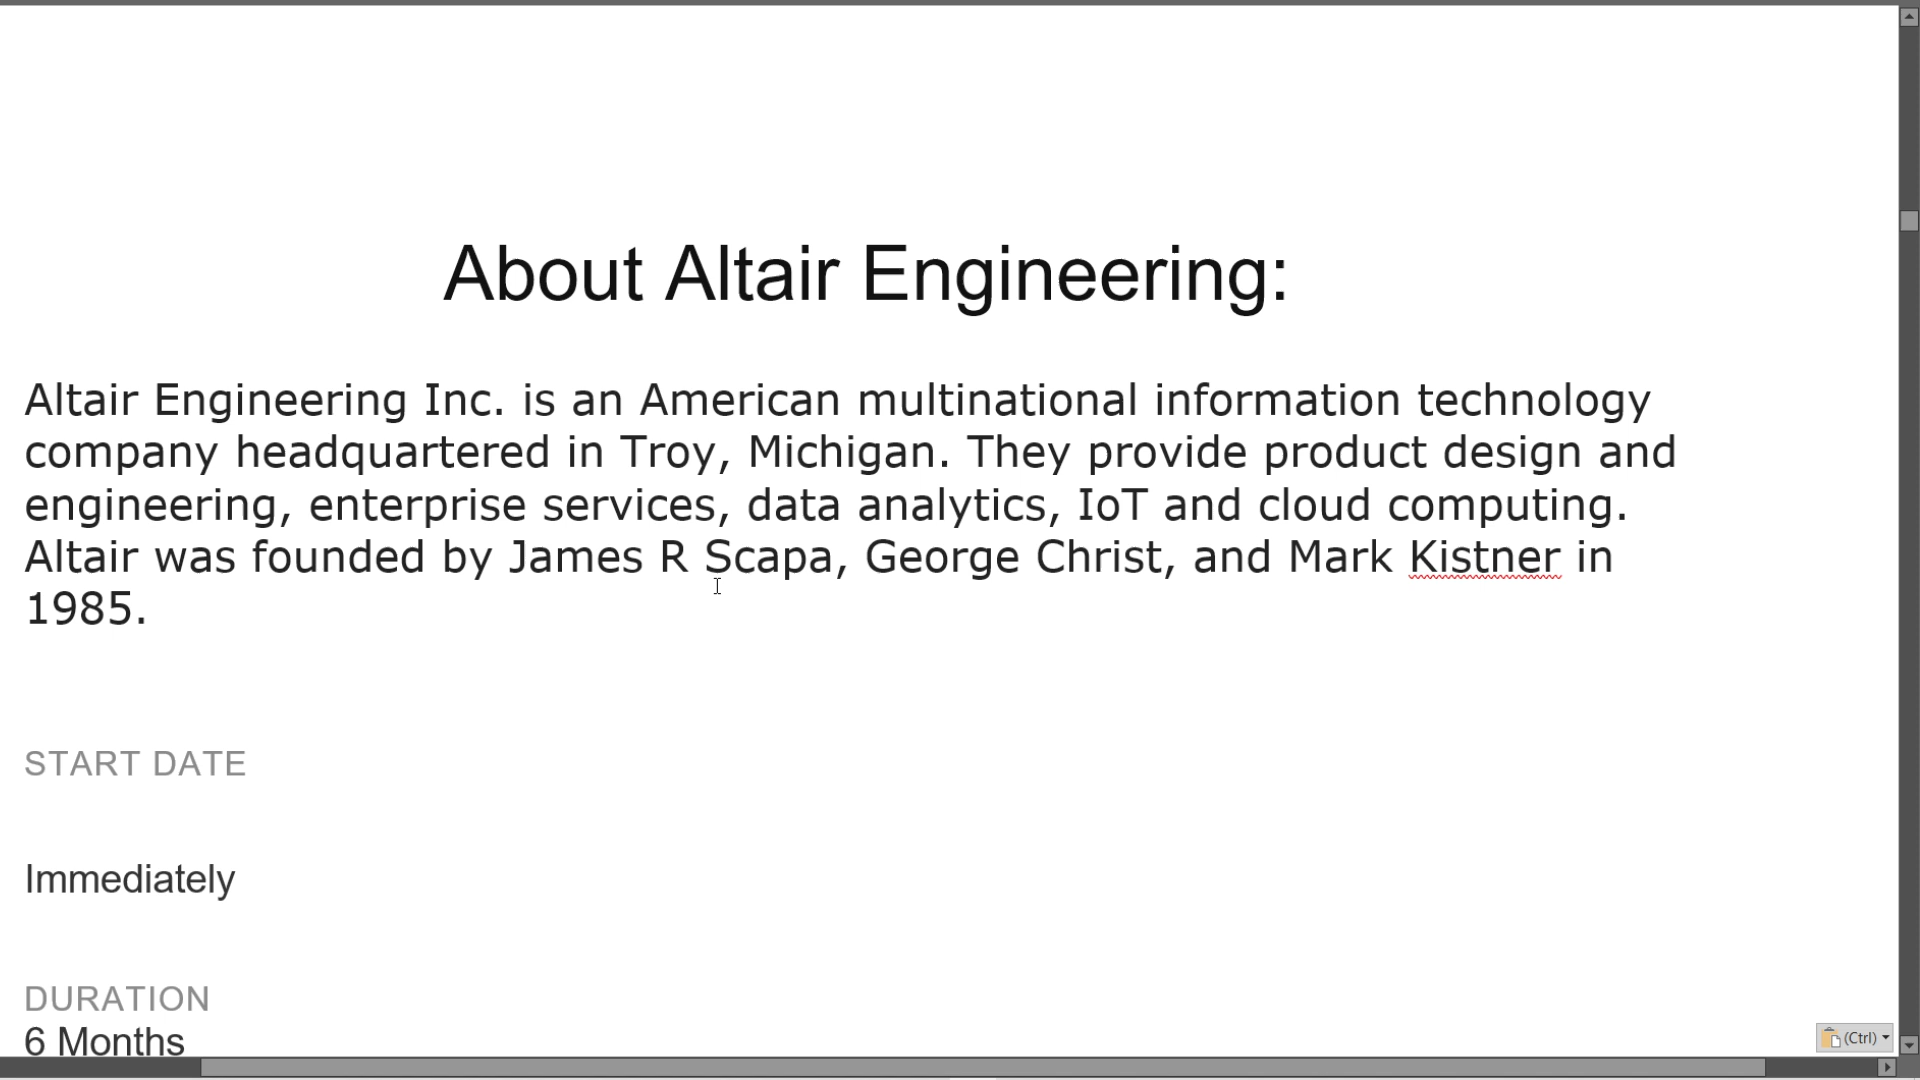 About Altair Engineering:
Altair Engineering Inc. is an American multinational information technology
company headquartered in Troy, Michigan. They provide product design and
engineering, enterprise services, data analytics, IoT and cloud computing.
Altair was founded by James R Scapa, George Christ, and Mark Kistner in
1985.
START DATE
Immediately
DURATION
6 Months
(Ctrl)